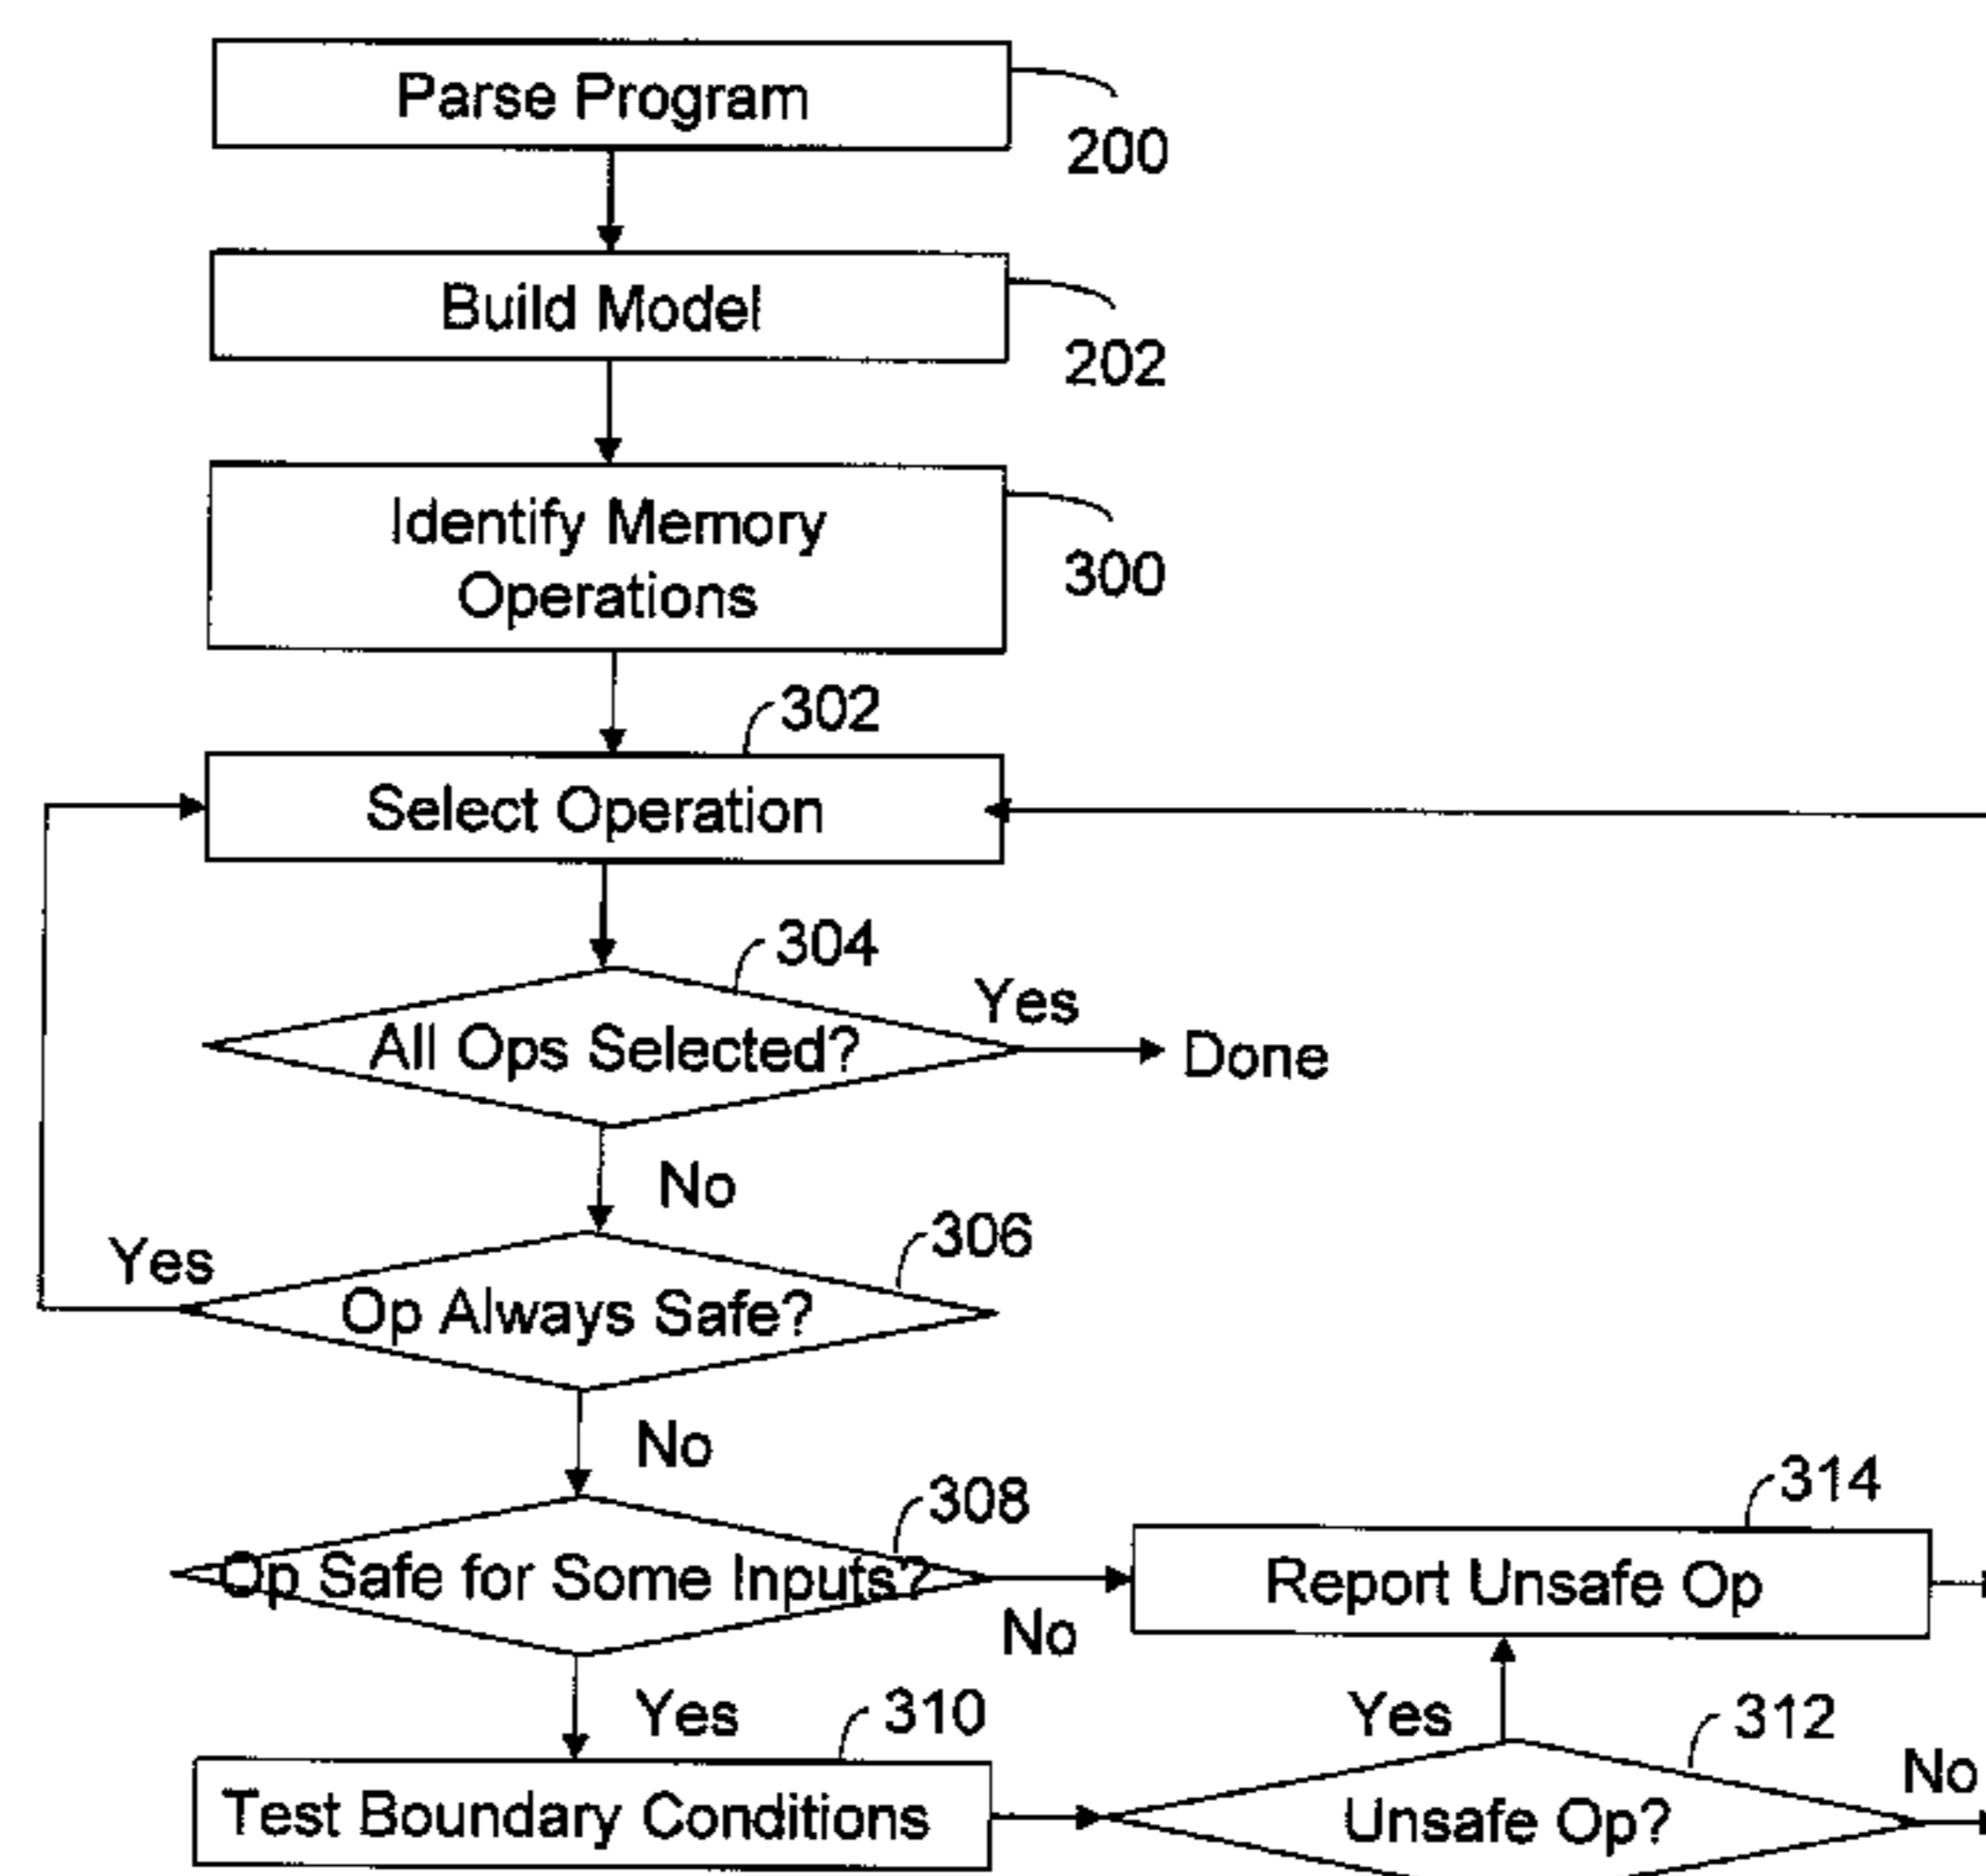 Parse Program
200
Build Model
202
Identify Memory
Operations
300
302
Select Operation
304
Yes
All Ops Selected?
Done
No
306
Yes
Op Always Safe?
No
308
314
Op Safe for Some Inputs?
Report Unsafe Op
No
Yes
310
Yes
312
No
Test Boundary Conditions
Unsafe Op?